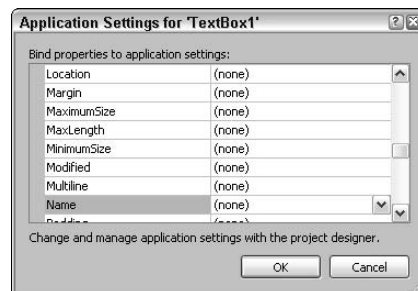 Application Settings for 'TextBox1'
Bind properties to application settings:
Location (none)
Margin (none)
MaximumSize (none)
MaxLength (none)
MinimumSize (none)
Modified (none)
Multiline (none)
Name (none)
Change and manage application settings with the project designer.
OK Cancel